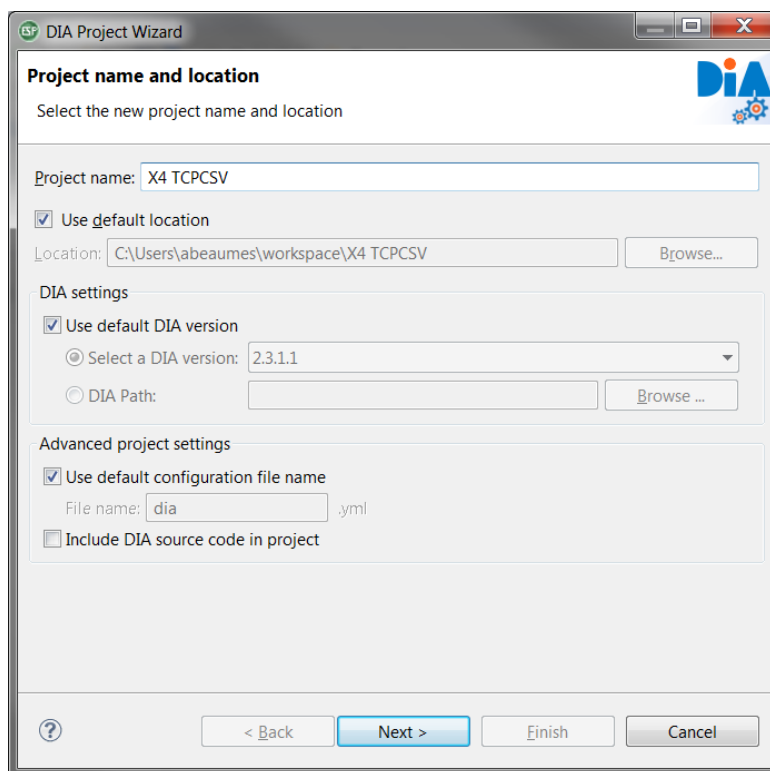 ESP DIA Project Wizard
Project name and location
DiA
Select the new project name and location
Project name: X4 TCPCSV
Use default location
Location: C:\Users\abeaumes\workspace\X4 TCPCSV Browse...
DIA settings
Use default DIA version
Select a DIA version: 2.3.1.1
DIA Path: Browse ...
Advanced project settings
Use default configuration file name
File name: dia .yml
Include DIA source code in project
? < Back Next > Finish Cancel